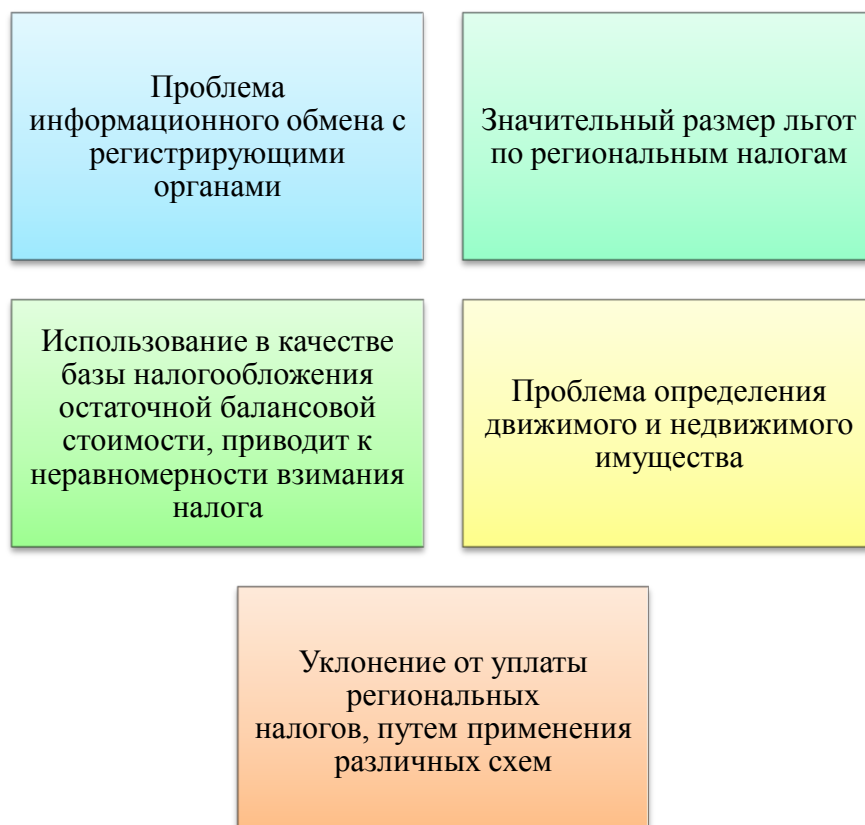 Проблема
информационного обмена с
регистрирующими
органами
Значительный размер льгот
по региональным налогам
Использование в качестве
базы налогообложения
остаточной балансовой
стоимости, приводит к
неравномерности взимания
налога
Проблема определения
движимого и недвижимого
имущества
Уклонение от уплаты
региональных
налогов, путем применения
различных схем